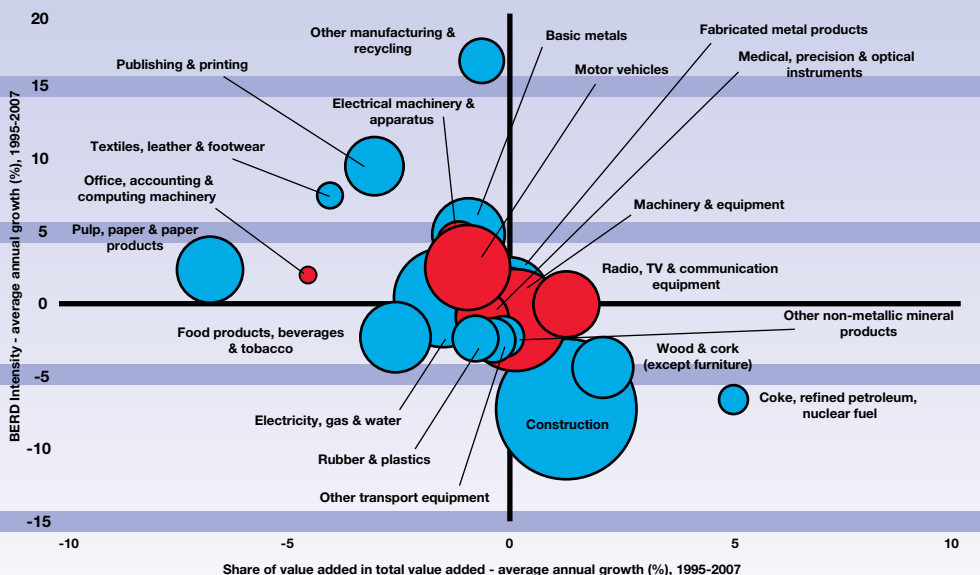 20
15
10
5
0
-5
-10
-15
BERD Intensity - average annual growth (%), 1995-2007
Other manufacturing &
recycling
Basic metals
Fabricated metal products
Publishing & printing
Motor vehicles
Medical, precision & optical
instruments
Electrical machinery &
apparatus
Textiles, leather & footwear
Office, accounting &
computing machinery
Machinery & equipment
Pulp, paper & paper
products
Radio, TV & communication
equipment
Other non-metallic mineral
products
Food products, beverages
& tobacco
Wood & cork
(except furniture)
Coke, refined petroleum,
nuclear fuel
Electricity, gas & water
Construction
Rubber & plastics
Other transport equipment
-10
-5
0
5
10
Share of value added in total value added - average annual growth (%), 1995-2007